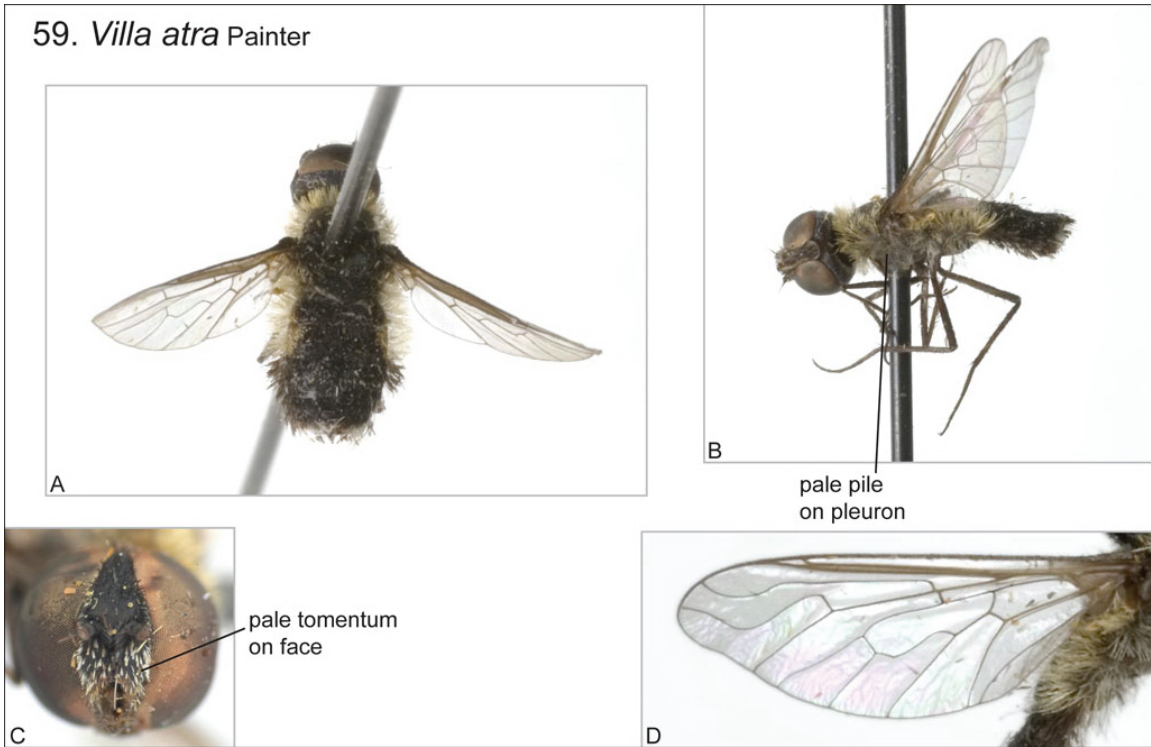 59. Villa atra Painter
A
B
pale pile
on pleuron
pale tomentum
on face
C
D